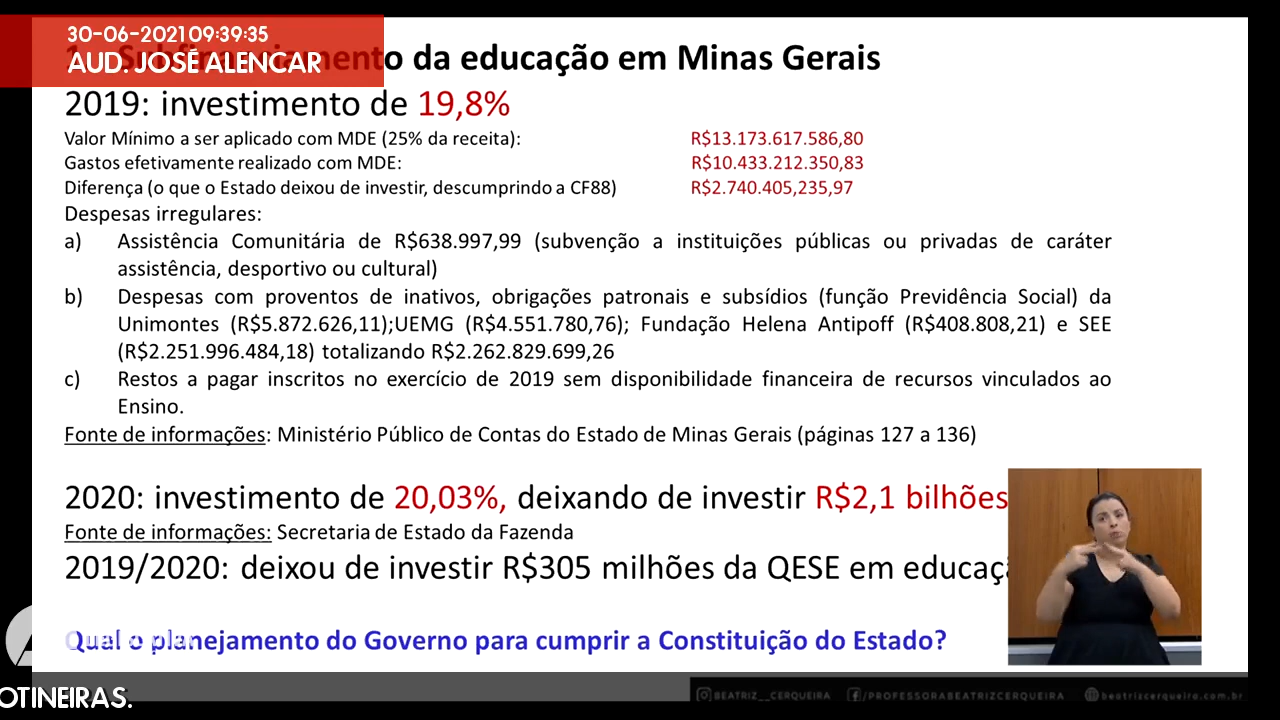 30-06-2021 09:39:35
AUD. JOSÉ ALENCAR
1. Subfinanciamento da educação em Minas Gerais
2019: investimento de 19,8%
Valor Mínimo a ser aplicado com MDE (25% da receita): R$13.173.617.586,80
Gastos efetivamente realizado com MDE: R$10.433.212.350,83
Diferença (o que o Estado deixou de investir, descumprindo a CF88) R$2.740.405,235,97
Despesas irregulares:
a) Assistência Comunitária de R$638.997,99 (subvenção a instituições públicas ou privadas de caráter
assistência, desportivo ou cultural)
b) Despesas com proventos de inativos, obrigações patronais e subsídios (função Previdência Social) da
Unimontes (R$5.872.626,11);UEMG (R$4.551.780,76); Fundação Helena Antipoff (R$408.808,21) e SEE
(R$2.251.996.484,18) totalizando R$2.262.829.699,26
c) Restos a pagar inscritos no exercício de 2019 sem disponibilidade financeira de recursos vinculados ao
Ensino.
Fonte de informações: Ministério Público de Contas do Estado de Minas Gerais (páginas 127 a 136)
2020: investimento de 20,03%, deixando de investir R$2,1 bilhões
Fonte de informações: Secretaria de Estado da Fazenda
2019/2020: deixou de investir R$305 milhões da QESE em educaç
Qual o planejamento do Governo para cumprir a Constituição do Estado?
OTINEIRAS.
BEATRIZ__CERQUEIRA /PROFESSORABEATRIZCERQUEIRA beatrizcerqueira.com.br